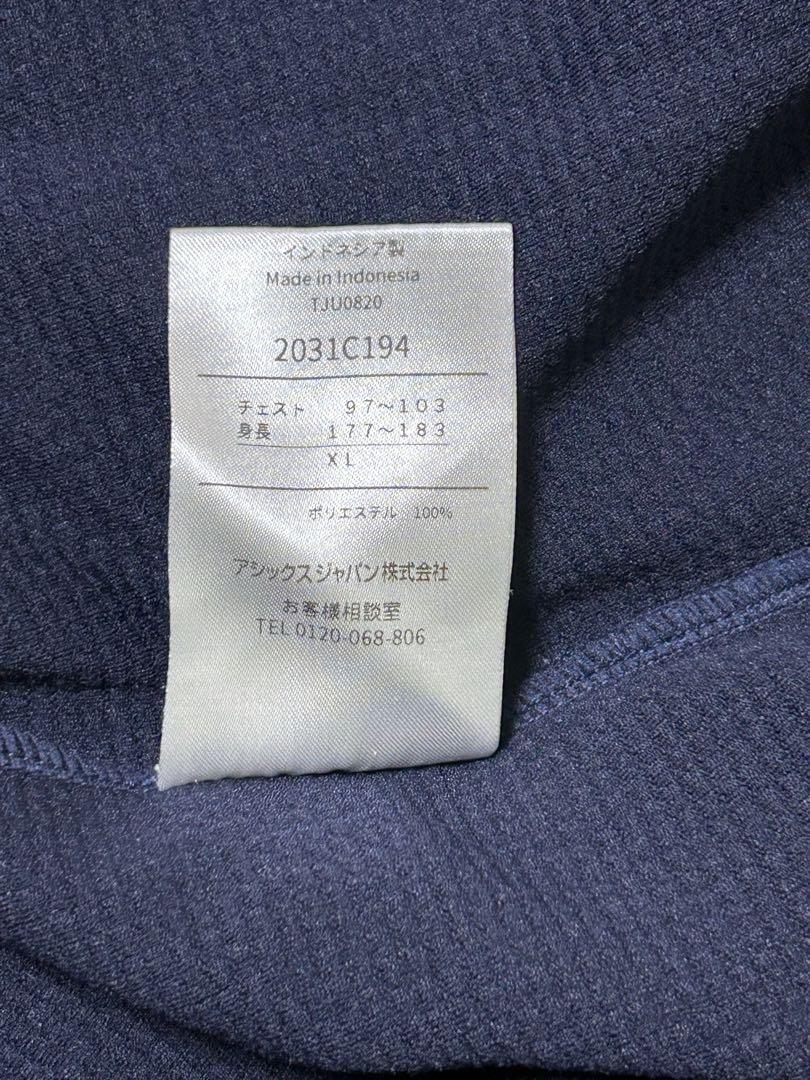 インドネシア製
Made in Indonesia
TJU0820
2031C194
チェスト　９７～１０３
身長　１７７～１８３
ＸＬ
ポリエステル　100%
アシックスジャパン株式会社
お客様相談室
TEL 0120-068-806